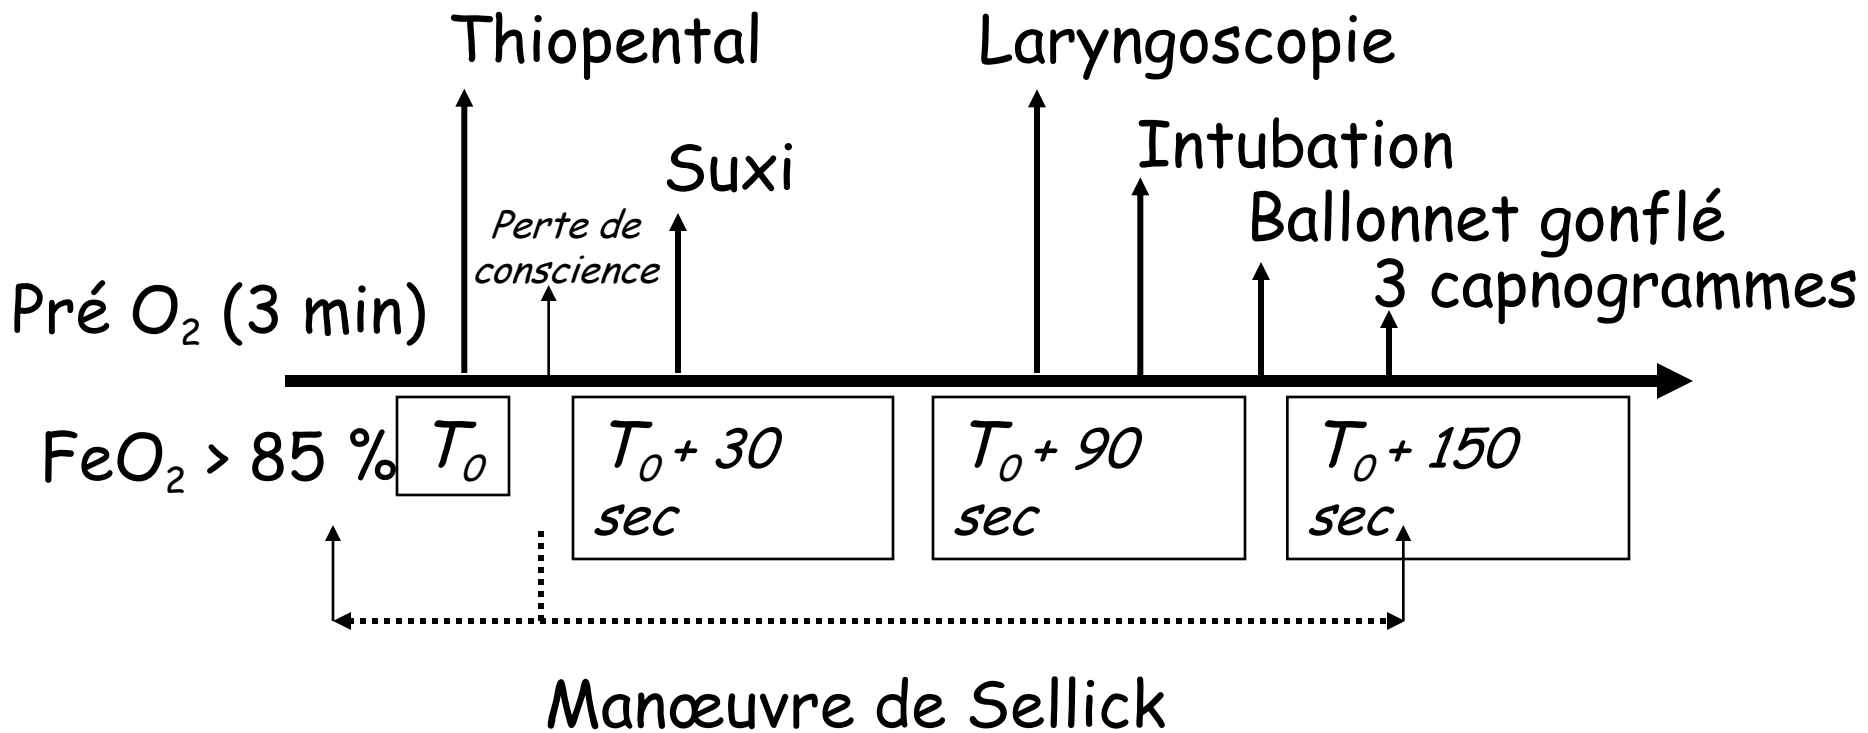 Thiopental
Laryngoscopie
Intubation
Suxi
Ballonnet gonflé
Perte de
conscience
3 capnogrammes
Pré O₂ (3 min)
FeO₂ > 85 %
T₀
T₀ + 30
sec
T₀ + 90
sec
T₀ + 150
sec
Manœuvre de Sellick